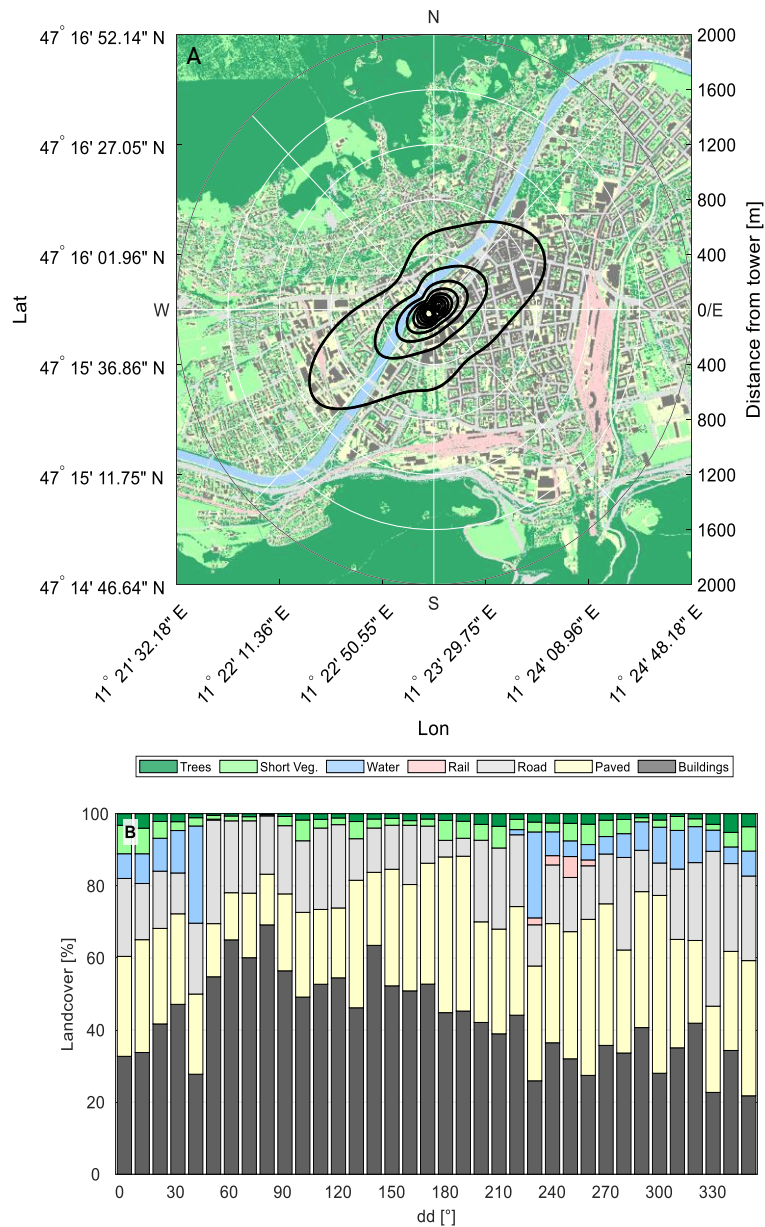 N
A
47° 16' 52.14" N
47° 16' 27.05" N
47° 16' 01.96" N
47° 15' 36.86" N
47° 15' 11.75" N
47° 14' 46.64" N
Lat
W
0/E
S
2000
1600
1200
800
400
400
800
1200
1600
2000
Distance from tower [m]
11° 21' 32.18" E
11° 22' 11.36" E
11° 22' 50.55" E
11° 23' 29.75" E
11° 24' 08.96" E
11° 24' 48.18" E
Lon
Trees Short Veg. Water Rail Road Paved Buildings
B
100
80
60
40
20
0
Landcover [%]
0 30 60 90 120 150 180 210 240 270 300 330
dd [°]